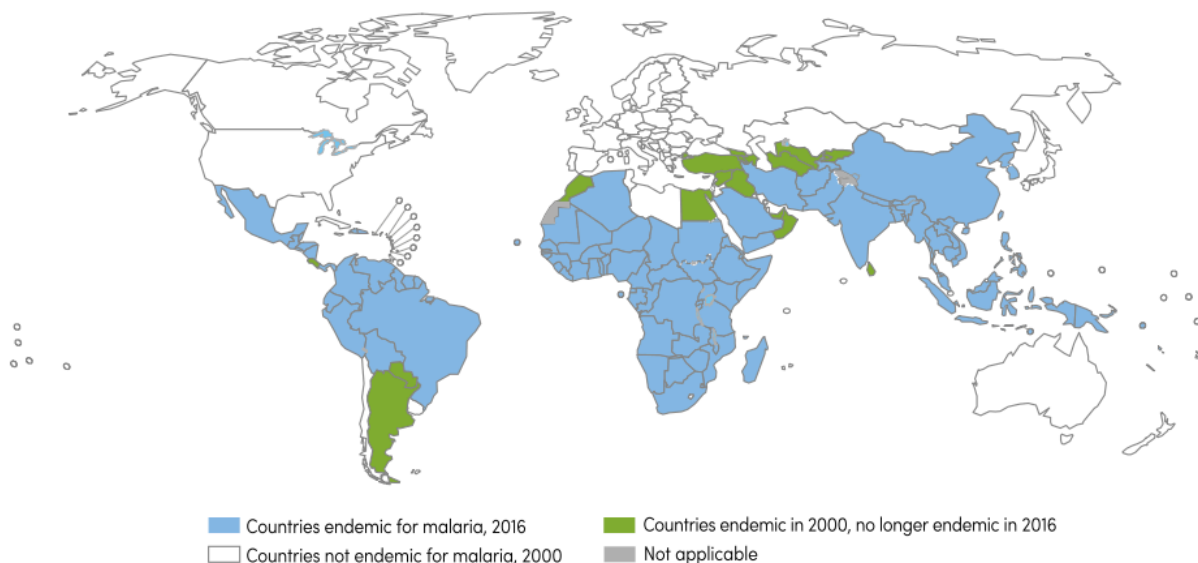 Countries endemic for malaria, 2016
Countries endemic in 2000, no longer endemic in 2016
Countries not endemic for malaria, 2000
Not applicable